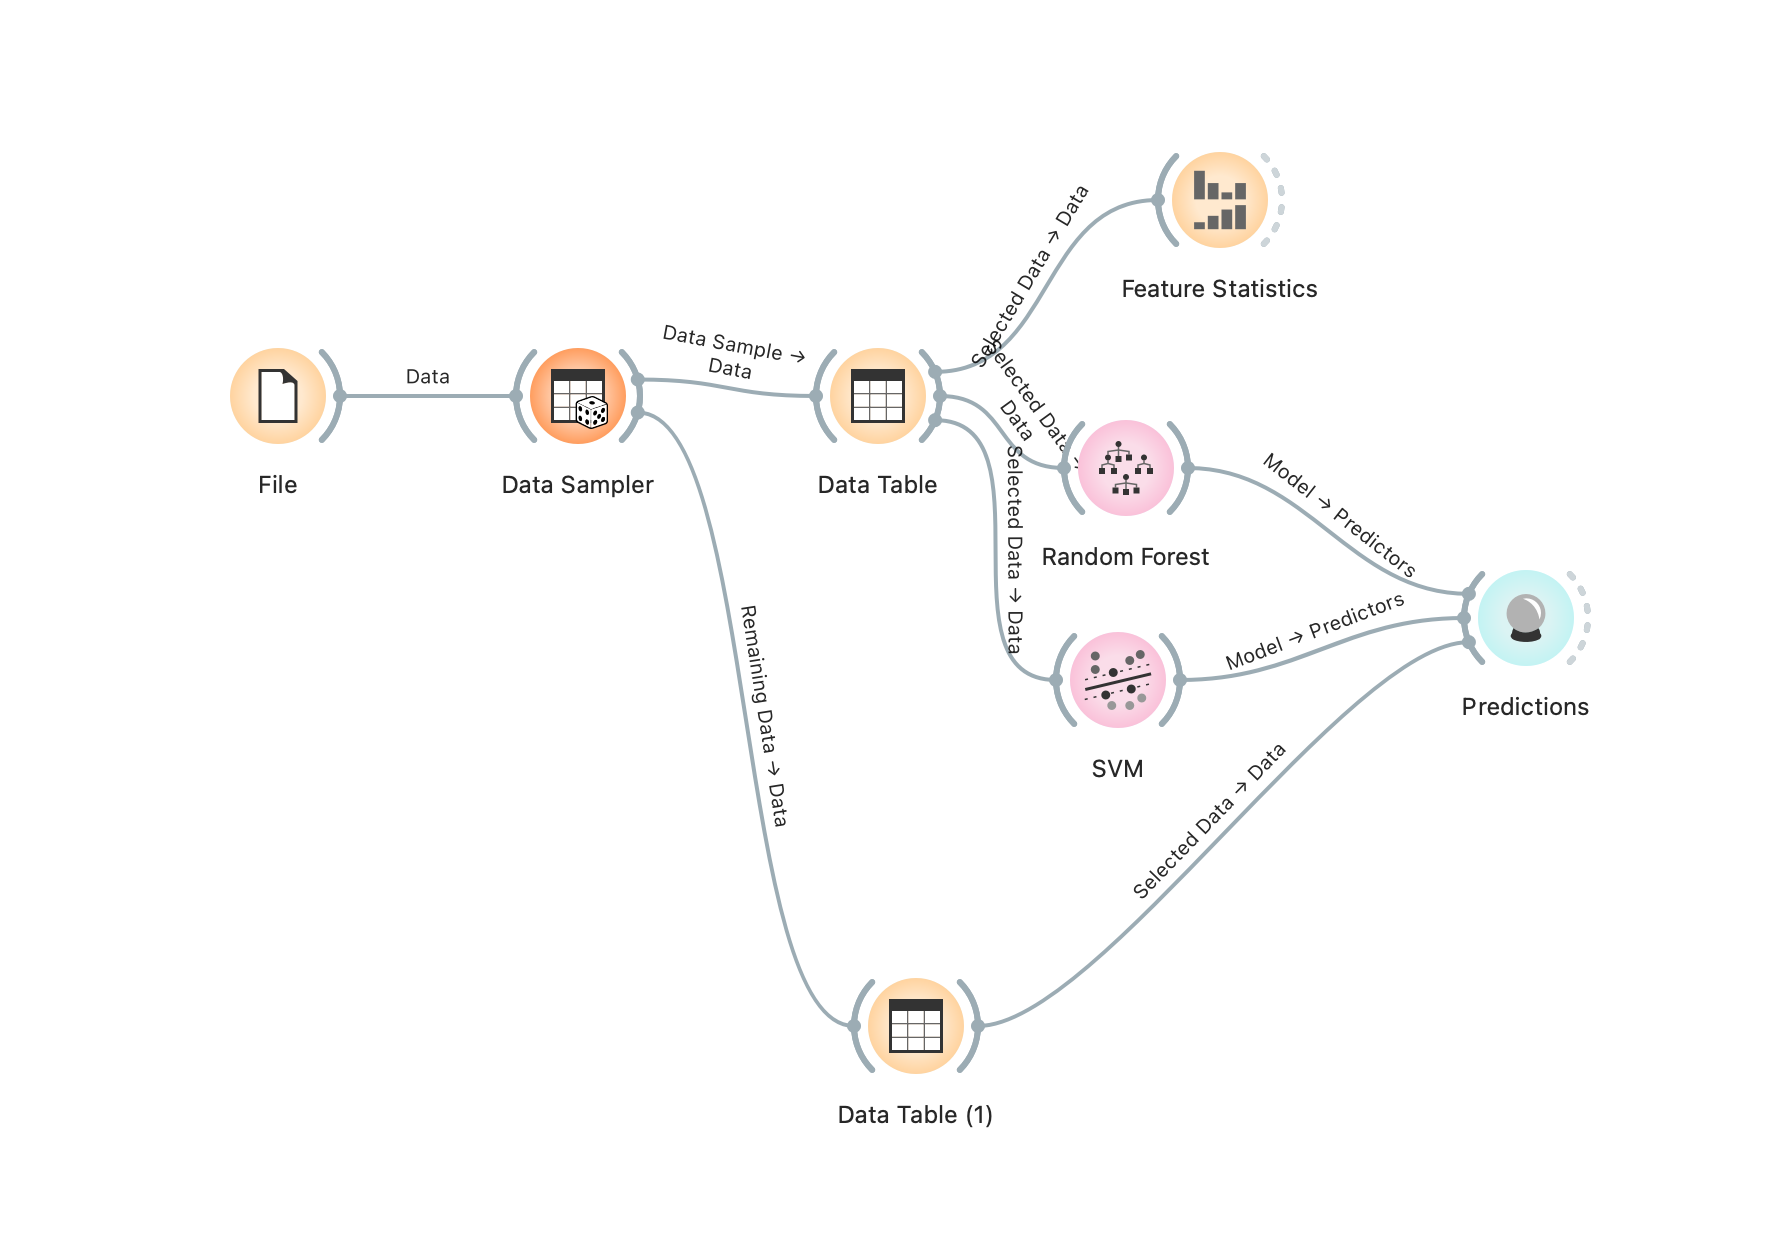 Feature Statistics
Selected Data → Data
Data Sample →
Data
Data
File
Data Sampler
Data Table
Selected Data →
Data
Random Forest
Selected Data → Data
Model → Predictors
Model → Predictors
Predictions
SVM
Remaining Data → Data
Selected Data → Data
Data Table (1)